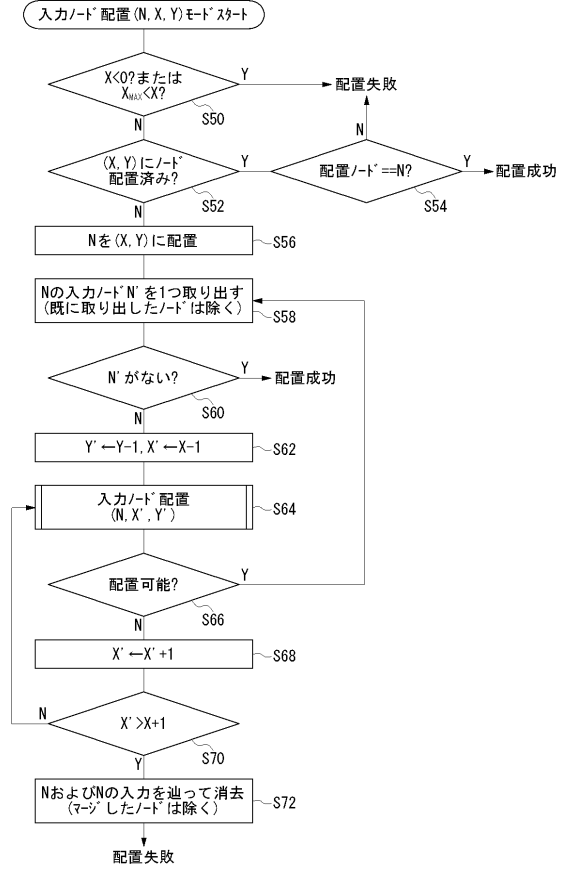 入力ノード配置(N,X,Y)モードスタート
X<0?または
XMAX<X?
Y
配置失敗
S50
N
N
(X,Y)にノード
配置済み?
Y
配置ノード==N?
Y
配置成功
S52
S54
N
Nを(X,Y)に配置
S56
Nの入力ノードN'を1つ取り出す
(既に取り出したノードは除く)
S58
N'がない?
Y
配置成功
S60
N
Y'←Y-1,X'←X-1
S62
入力ノード配置
(N,X',Y')
S64
配置可能?
Y
S66
N
X'←X'+1
S68
N
X'>X+1
S70
Y
NおよびNの入力を辿って消去
(マージしたノードは除く)
S72
配置失敗